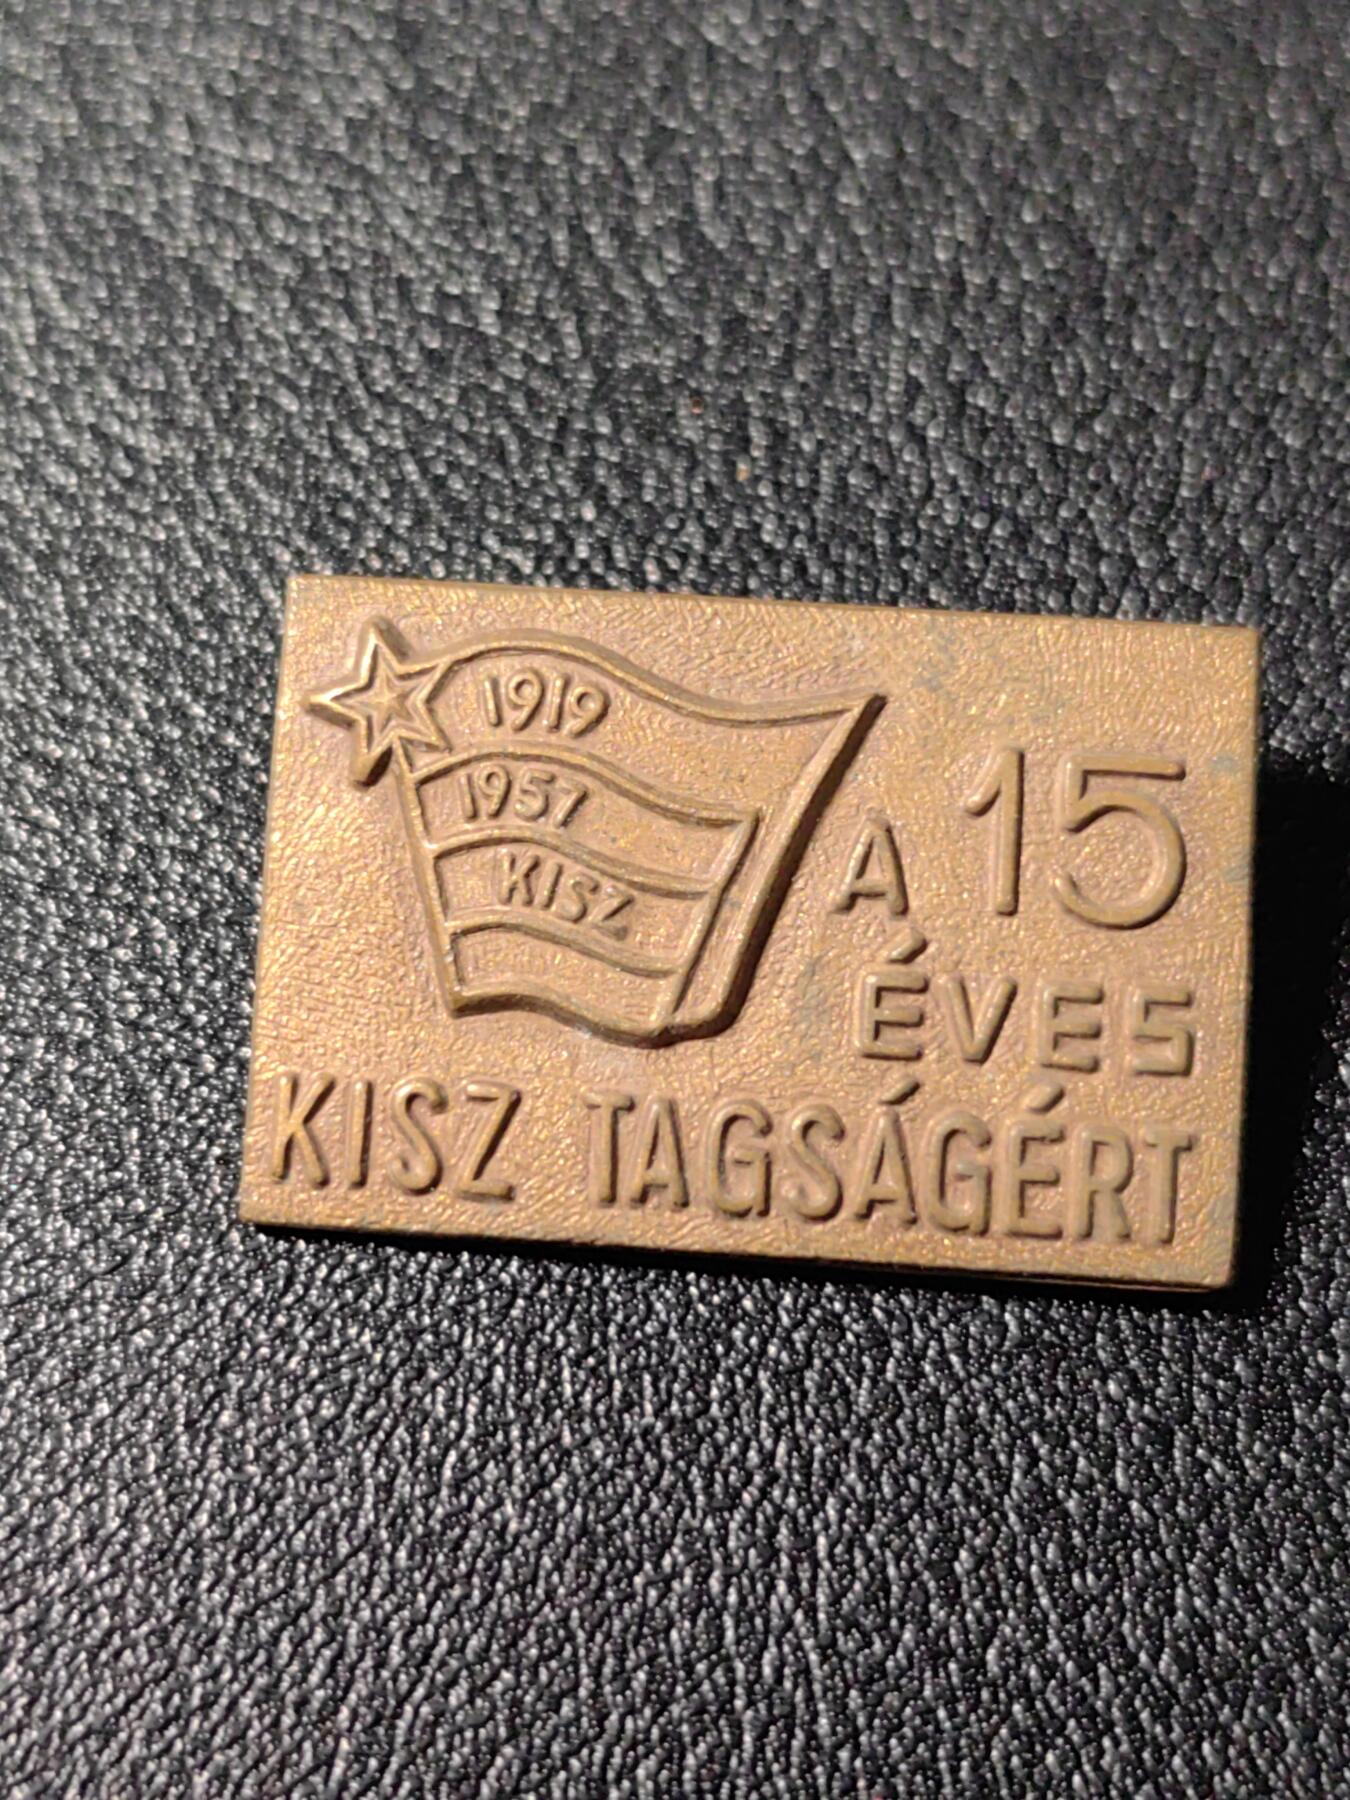 1919
1957
KISZ
A 15
ÉVES
KISZ TAGSÁGÉRT